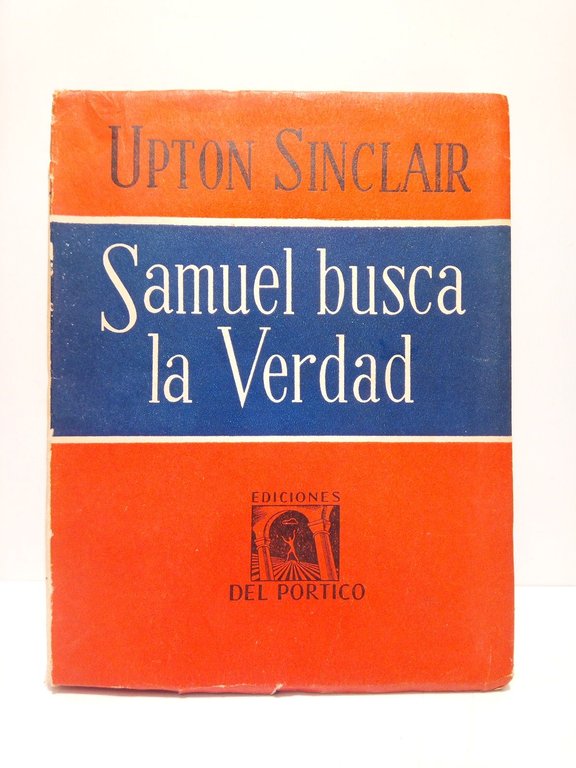 UPTON SINCLAIR
Samuel busca
la Verdad
EDICIONES
DEL PORTICO